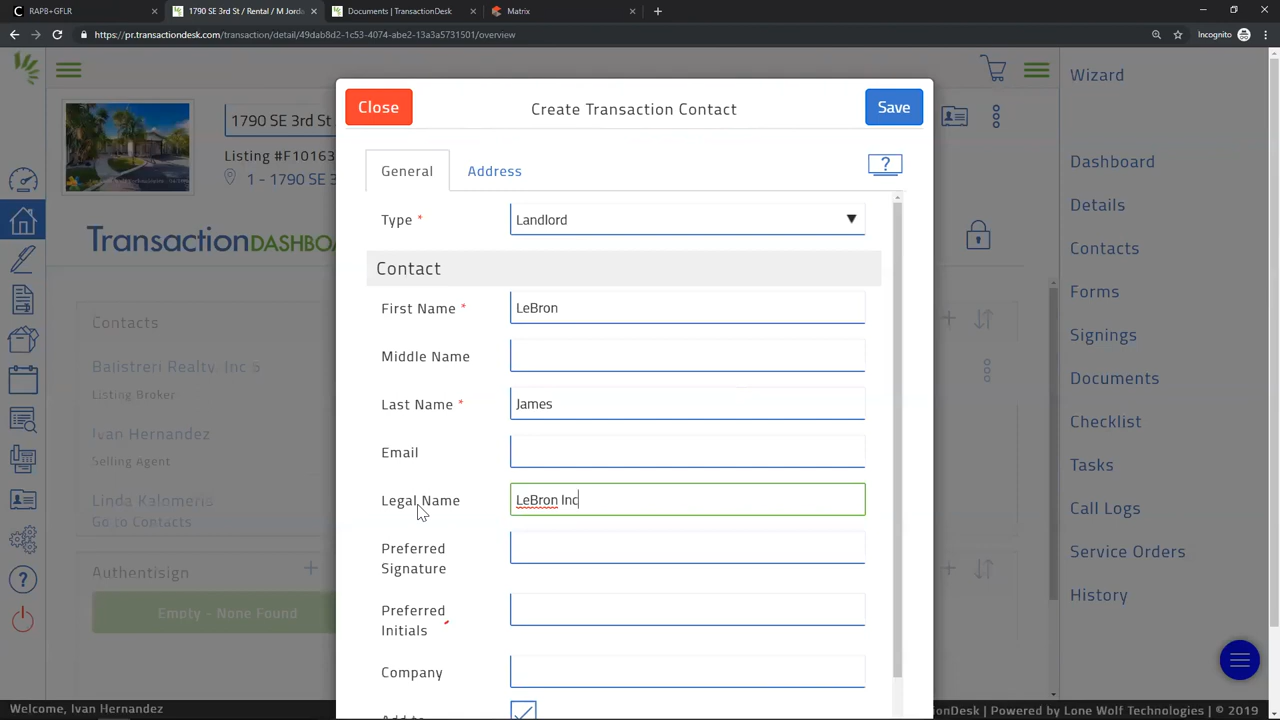 RAPB+GFLR
1790 SE 3rd St / Rental / M Jorda
Documents | TransactionDesk
Matrix
https://pr.transactiondesk.com/transaction/detail/49dab8d2-1c53-4074-abe2-13a3a5731501/overview
Incognito
Close
Create Transaction Contact
Save
1790 SE 3rd St
Listing #F10163
1 - 1790 SE 3
TransactionDASHBOA
General
Address
?
Type *
Landlord
Contact
First Name *
LeBron
Middle Name
Last Name *
James
Email
Legal Name
LeBron Inc
Preferred
Signature
Preferred
Initials
Company
Add to
Contacts
Balistreri Realty, Inc 5
Listing Broker
Ivan Hernandez
Selling Agent
Linda Kalomeris
Go to Contacts
Authentisign
Empty - None Found
Wizard
Dashboard
Details
Contacts
Forms
Signings
Documents
Checklist
Tasks
Call Logs
Service Orders
History
Welcome, Ivan Hernandez
ionDesk | Powered by Lone Wolf Technologies | © 2019